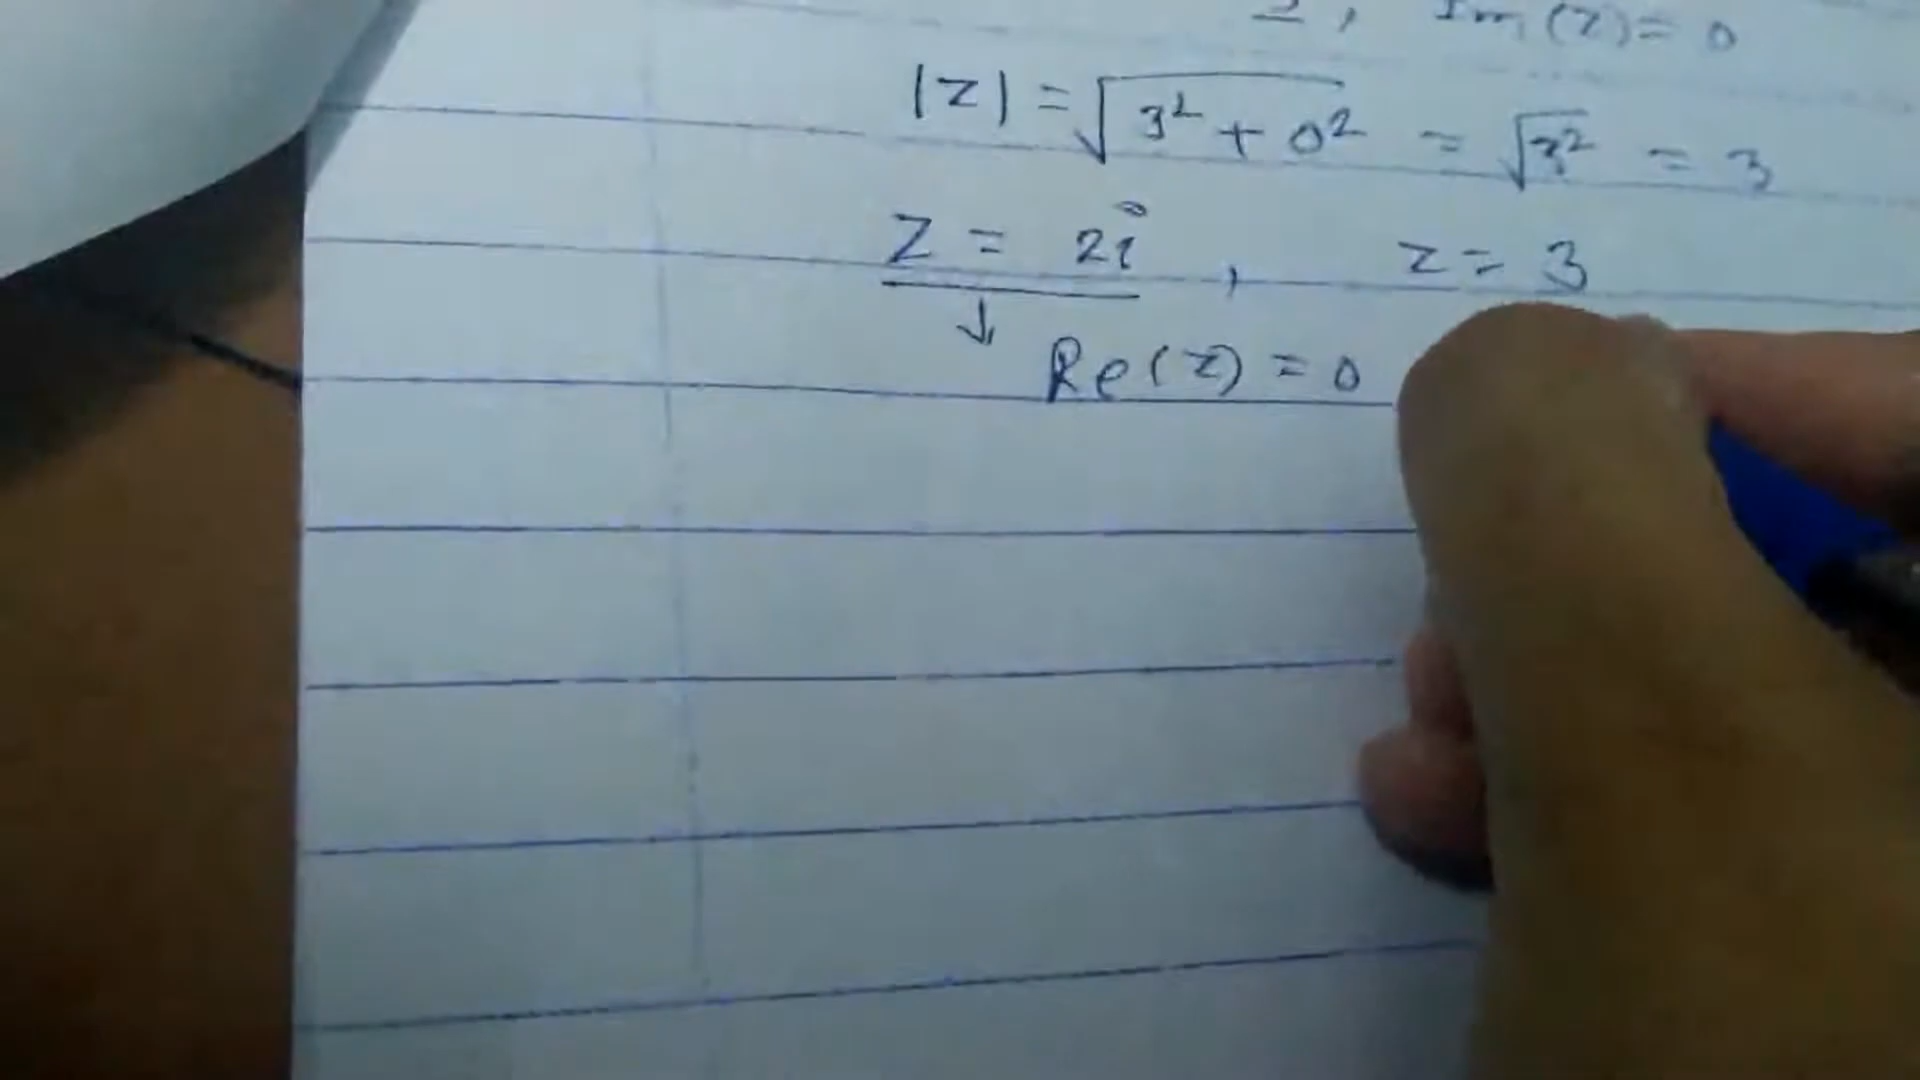 , Im(z) = 0
|z| = √3² + 0² = √3² = 3
z = 2i , z = 3
↓ Re(z) = 0